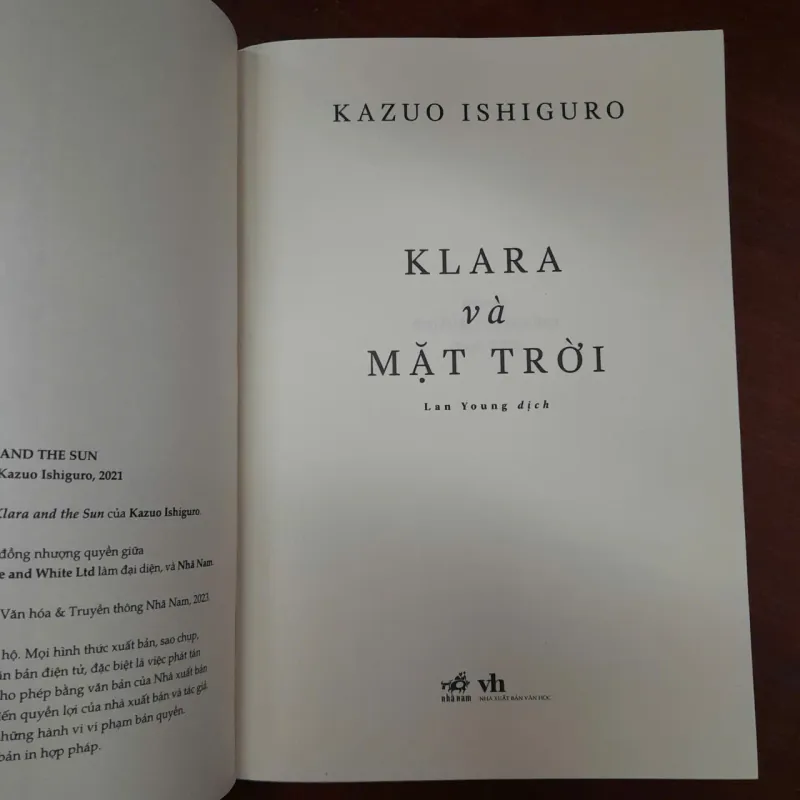 AND THE SUN
Kazuo Ishiguro, 2021
Klara and the Sun của Kazuo Ishiguro.
đồng nhượng quyền giữa
e and White Ltd làm đại diện, và Nhã Nam.
Văn hóa & Truyền thông Nhã Nam, 2023.
hộ. Mọi hình thức xuất bản, sao chụp,
bản điện tử, đặc biệt là việc phát tán
cho phép bằng văn bản của Nhà xuất bản
đến quyền lợi của nhà xuất bản và tác giả.
những hành vi vi phạm bản quyền.
bản in hợp pháp.
KAZUO ISHIGURO
KLARA
và
MẶT TRỜI
Lan Young dịch
nhã nam
vh
NHÀ XUẤT BẢN VĂN HỌC